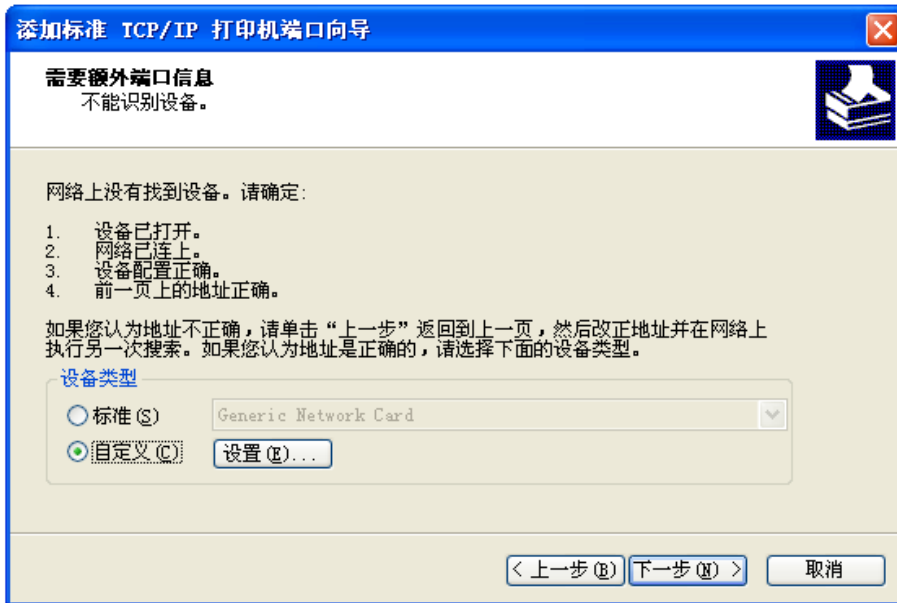 添加标准 TCP/IP 打印机端口向导
需要额外端口信息
不能识别设备。
网络上没有找到设备。请确定:
1. 设备已打开。
2. 网络已连上。
3. 设备配置正确。
4. 前一页上的地址正确。
如果您认为地址不正确，请单击“上一步”返回到上一页，然后改正地址并在网络上
执行另一次搜索。如果您认为地址是正确的，请选择下面的设备类型。
设备类型
标准(S) Generic Network Card
自定义(C) 设置(E)...
< 上一步(B) 下一步(N) > 取消